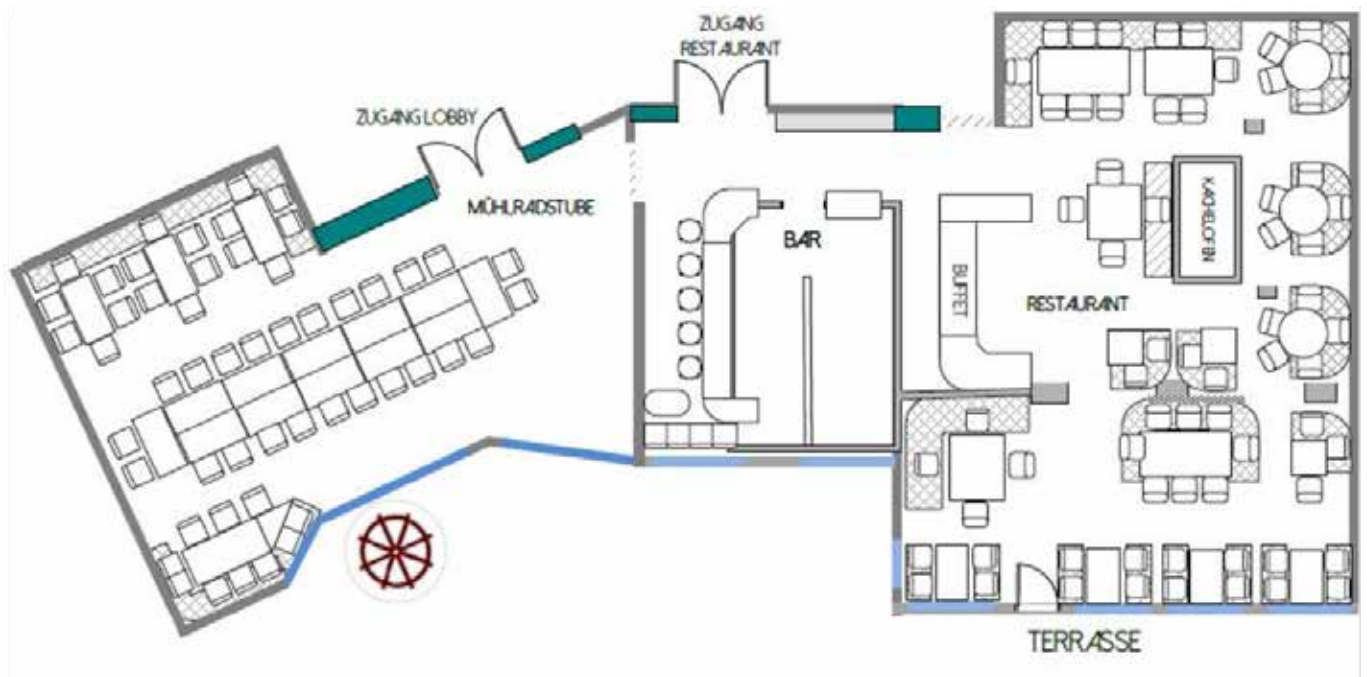 ZUGANG
RESTAURANT
ZUGANG LOBBY
MÜHLRADSTUBE
BAR
KACHELOFEN
BUFFET
RESTAURANT
TERRASSE